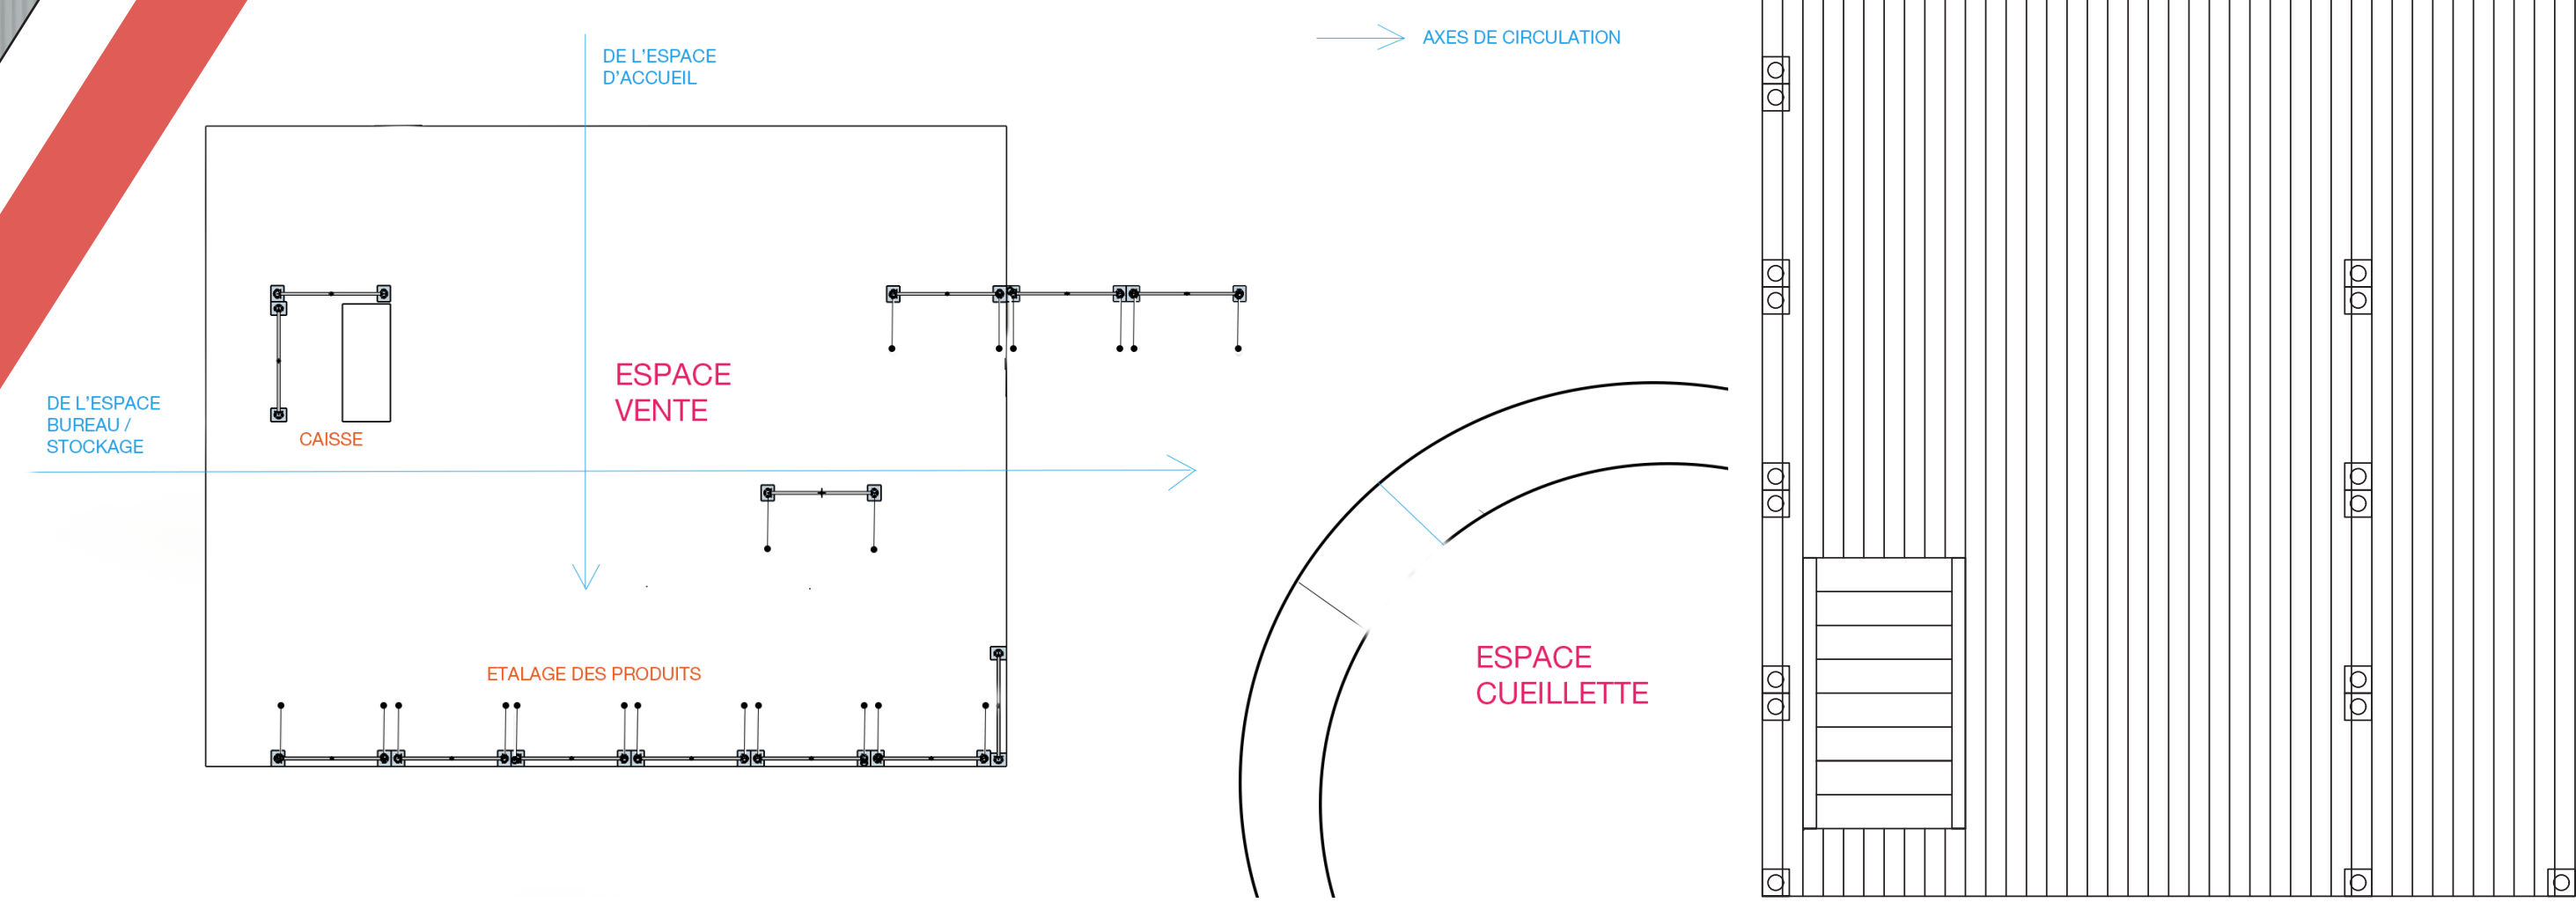 DE L'ESPACE
D'ACCUEIL
AXES DE CIRCULATION
ESPACE
VENTE
DE L'ESPACE
BUREAU /
STOCKAGE
CAISSE
ETALAGE DES PRODUITS
ESPACE
CUEILLETTE